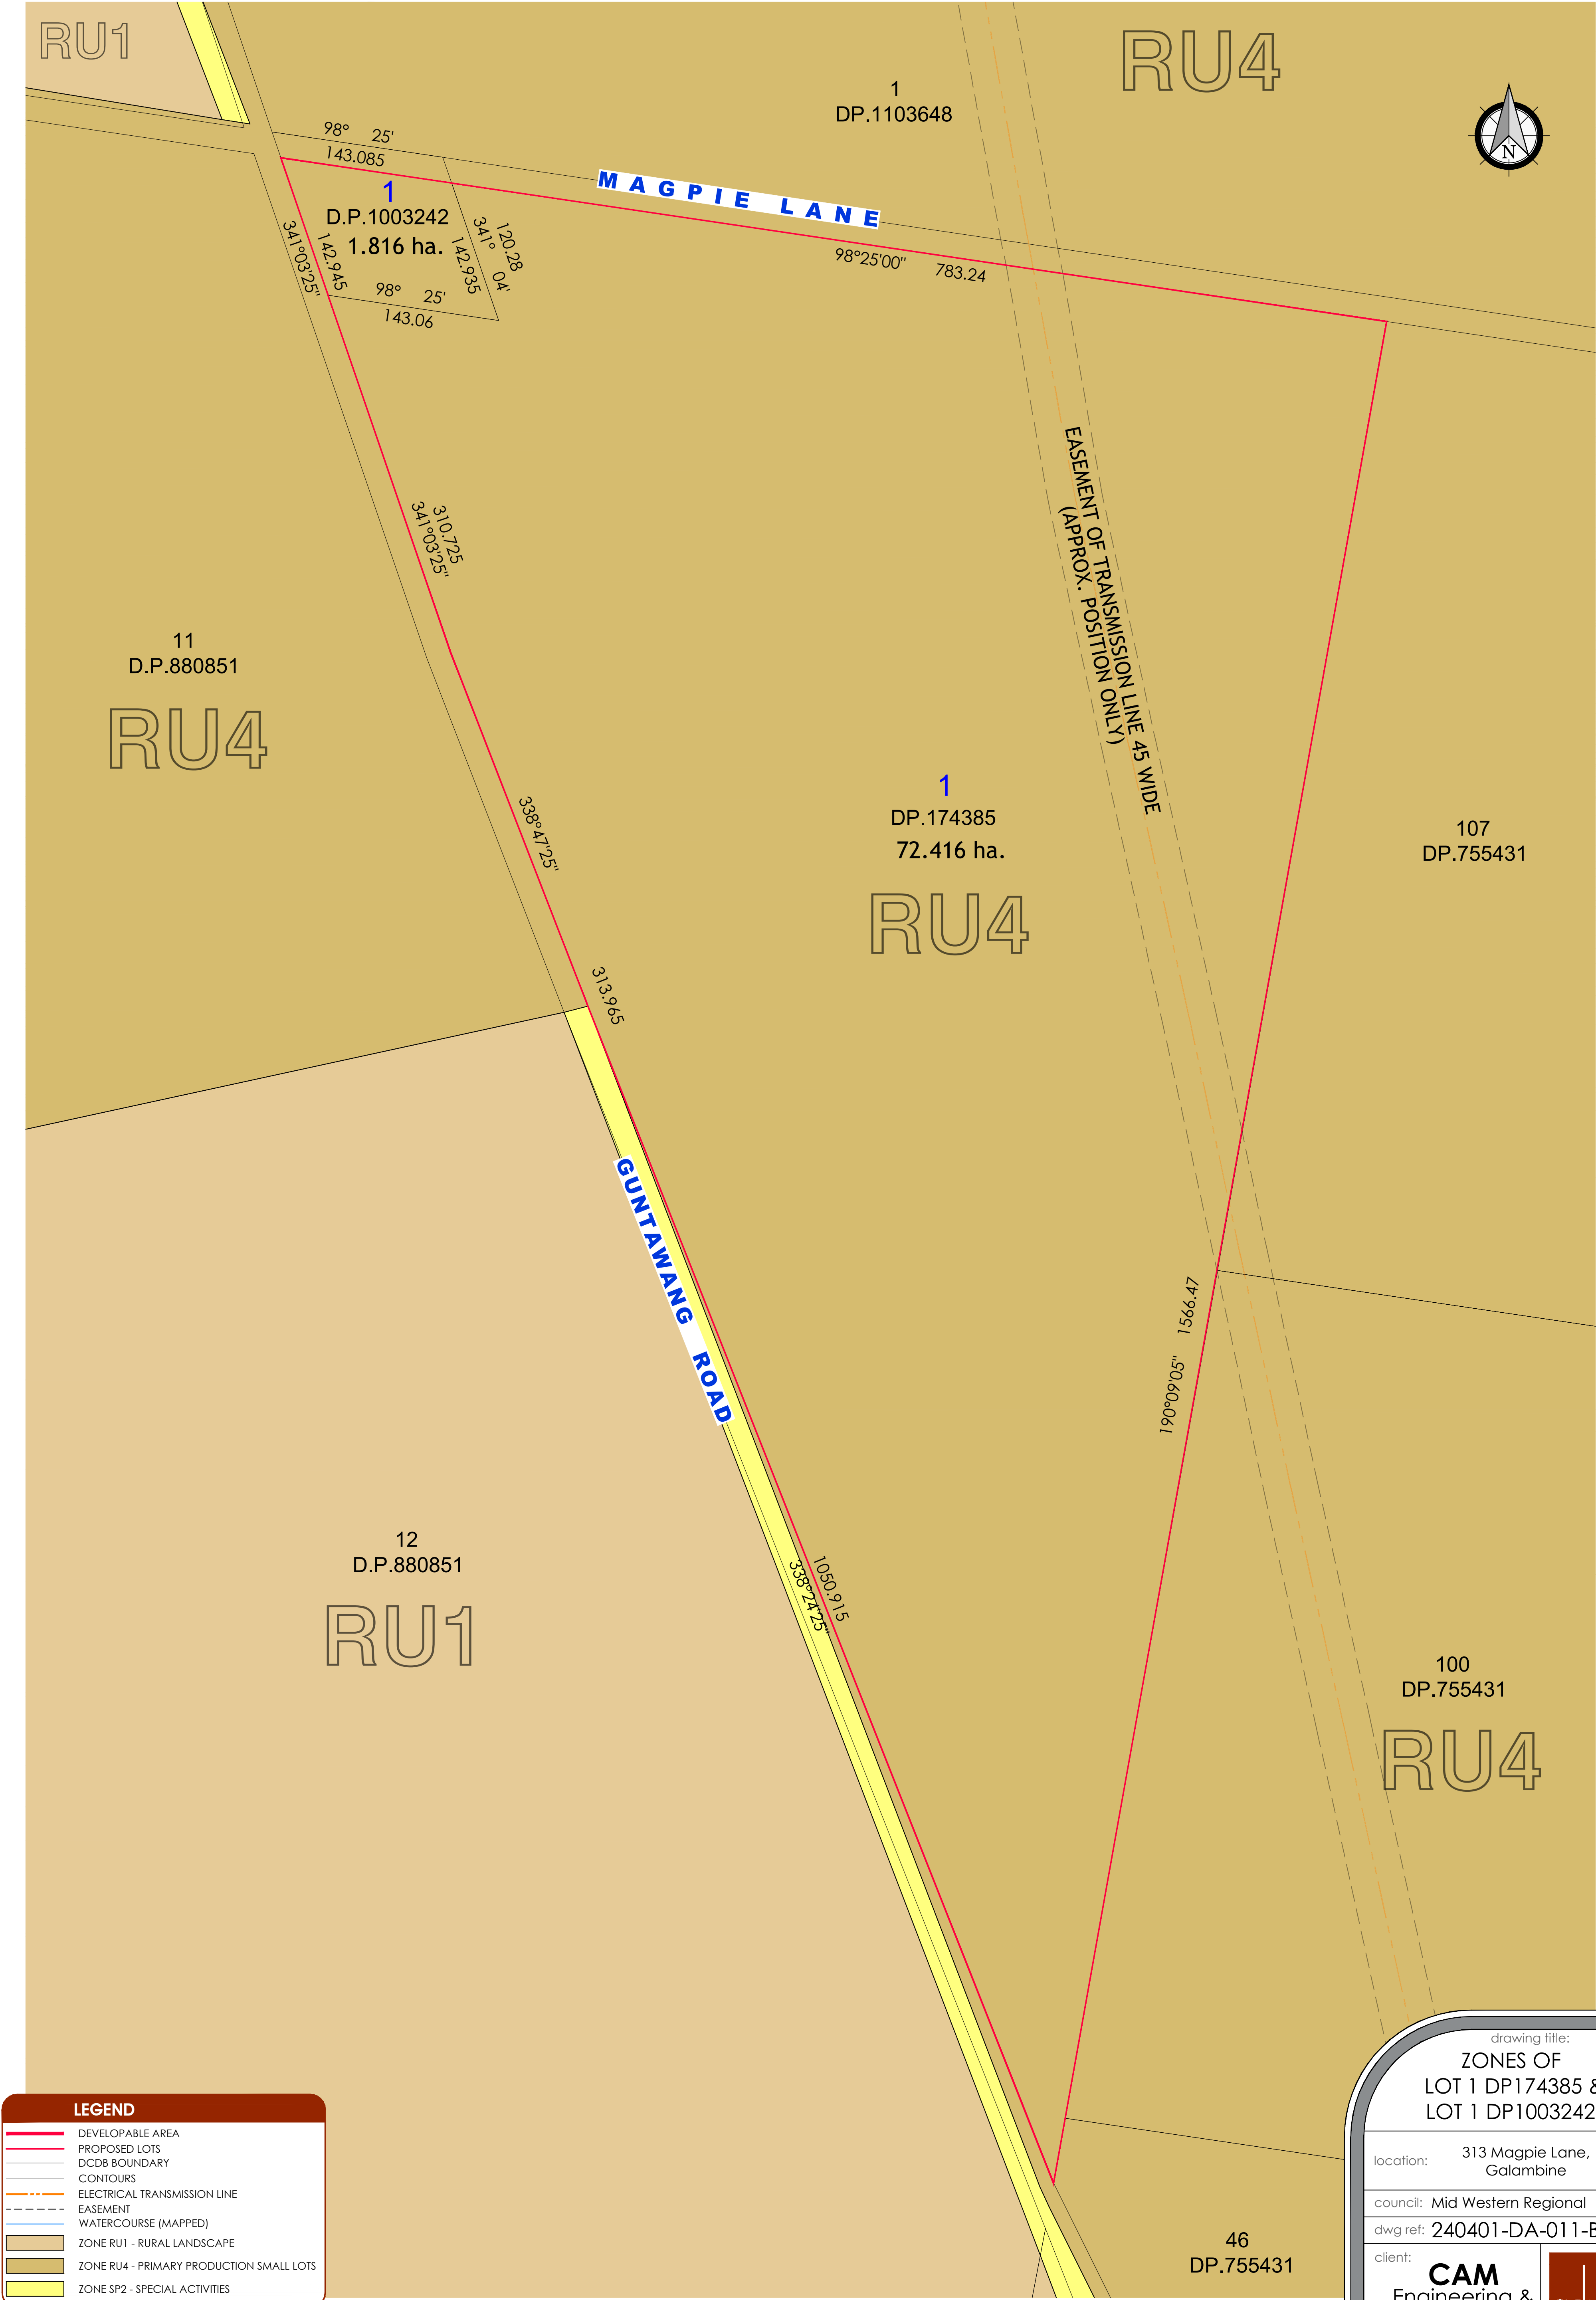 RU1
RU4
1
DP.1103648
N
98° 25'
143.085
MAGPIE LANE
1
D.P.1003242
1.816 ha.
341°03'25"
142.945
142.935
341° 04'
120.28
98° 25'
143.06
98°25'00" 783.24
310.725
341°03'25"
EASEMENT OF TRANSMISSION LINE 45 WIDE
(APPROX. POSITION ONLY)
11
D.P.880851
RU4
338°47'25"
313.965
1
DP.174385
72.416 ha.
RU4
107
DP.755431
GUNTAWANG ROAD
190°09'05" 1566.47
12
D.P.880851
RU1
1050.915
338°24'25"
100
DP.755431
RU4
46
DP.755431
LEGEND
DEVELOPABLE AREA
PROPOSED LOTS
DCDB BOUNDARY
CONTOURS
ELECTRICAL TRANSMISSION LINE
EASEMENT
WATERCOURSE (MAPPED)
ZONE RU1 - RURAL LANDSCAPE
ZONE RU4 - PRIMARY PRODUCTION SMALL LOTS
ZONE SP2 - SPECIAL ACTIVITIES
drawing title:
ZONES OF
LOT 1 DP174385 &
LOT 1 DP1003242
location: 313 Magpie Lane,
Galambine
council: Mid Western Regional
dwg ref: 240401-DA-011-B
client:
CAM
Engineering &